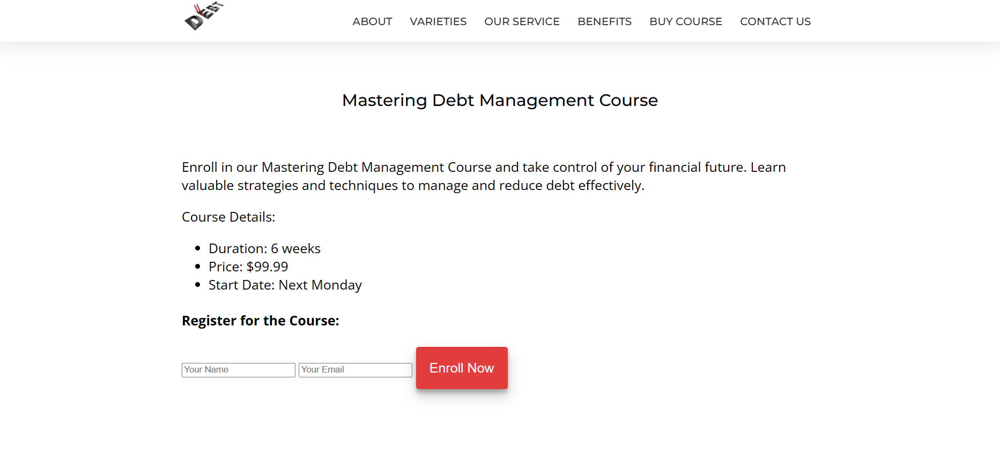 DEBT
ABOUT VARIETIES OUR SERVICE BENEFITS BUY COURSE CONTACT US
Mastering Debt Management Course
Enroll in our Mastering Debt Management Course and take control of your financial future. Learn
valuable strategies and techniques to manage and reduce debt effectively.
Course Details:
• Duration: 6 weeks
• Price: $99.99
• Start Date: Next Monday
Register for the Course:
Your Name Your Email Enroll Now